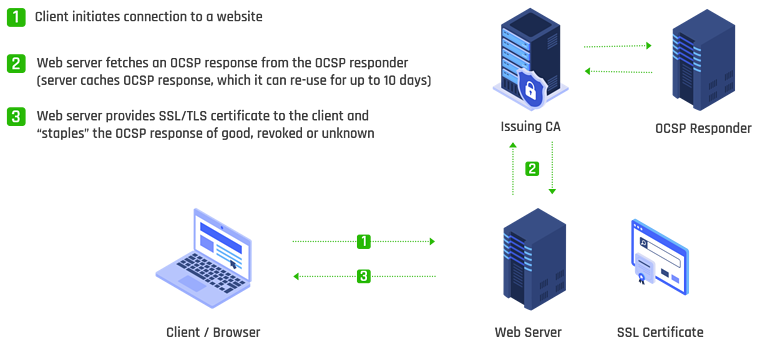 1 Client initiates connection to a website
2 Web server fetches an OCSP response from the OCSP responder
(server caches OCSP response, which it can re-use for up to 10 days)
3 Web server provides SSL/TLS certificate to the client and
“staples” the OCSP response of good, revoked or unknown
Issuing CA
OCSP Responder
2
1
3
Client / Browser
Web Server
SSL Certificate